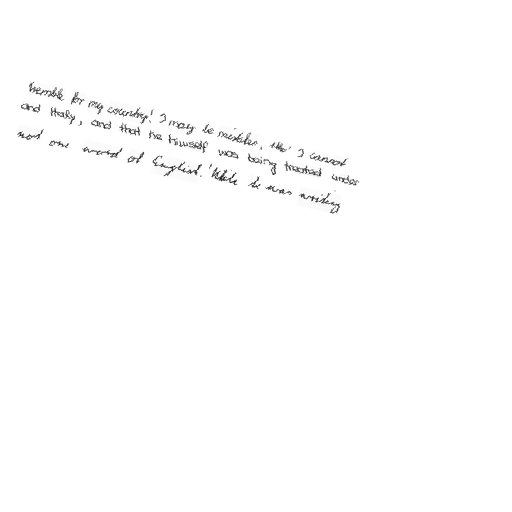 tremble for my country! I may be mistaken, tho' I cannot
and Italy, and that he himself was being treated under
not one word of English. While he was writing